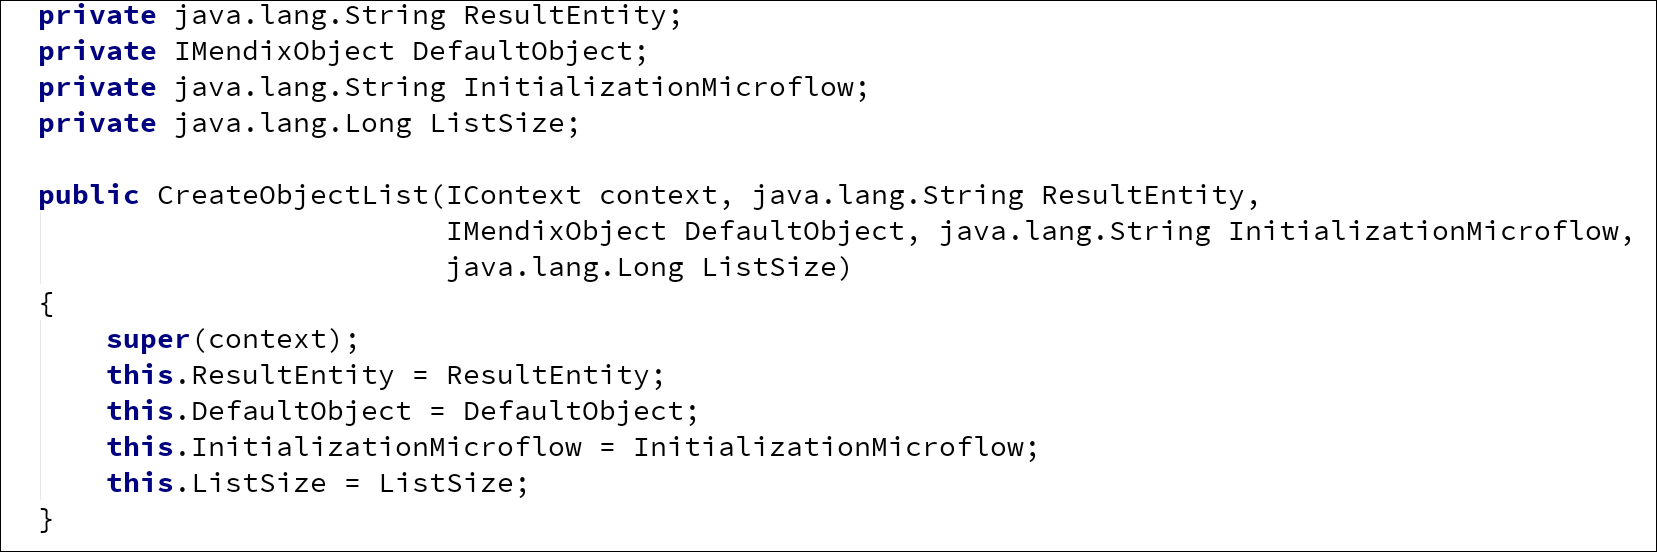 private java.lang.String ResultEntity;
private IMendixObject DefaultObject;
private java.lang.String InitializationMicroflow;
private java.lang.Long ListSize;

public CreateObjectList(IContext context, java.lang.String ResultEntity,
                        IMendixObject DefaultObject, java.lang.String InitializationMicroflow,
                        java.lang.Long ListSize)
{
    super(context);
    this.ResultEntity = ResultEntity;
    this.DefaultObject = DefaultObject;
    this.InitializationMicroflow = InitializationMicroflow;
    this.ListSize = ListSize;
}